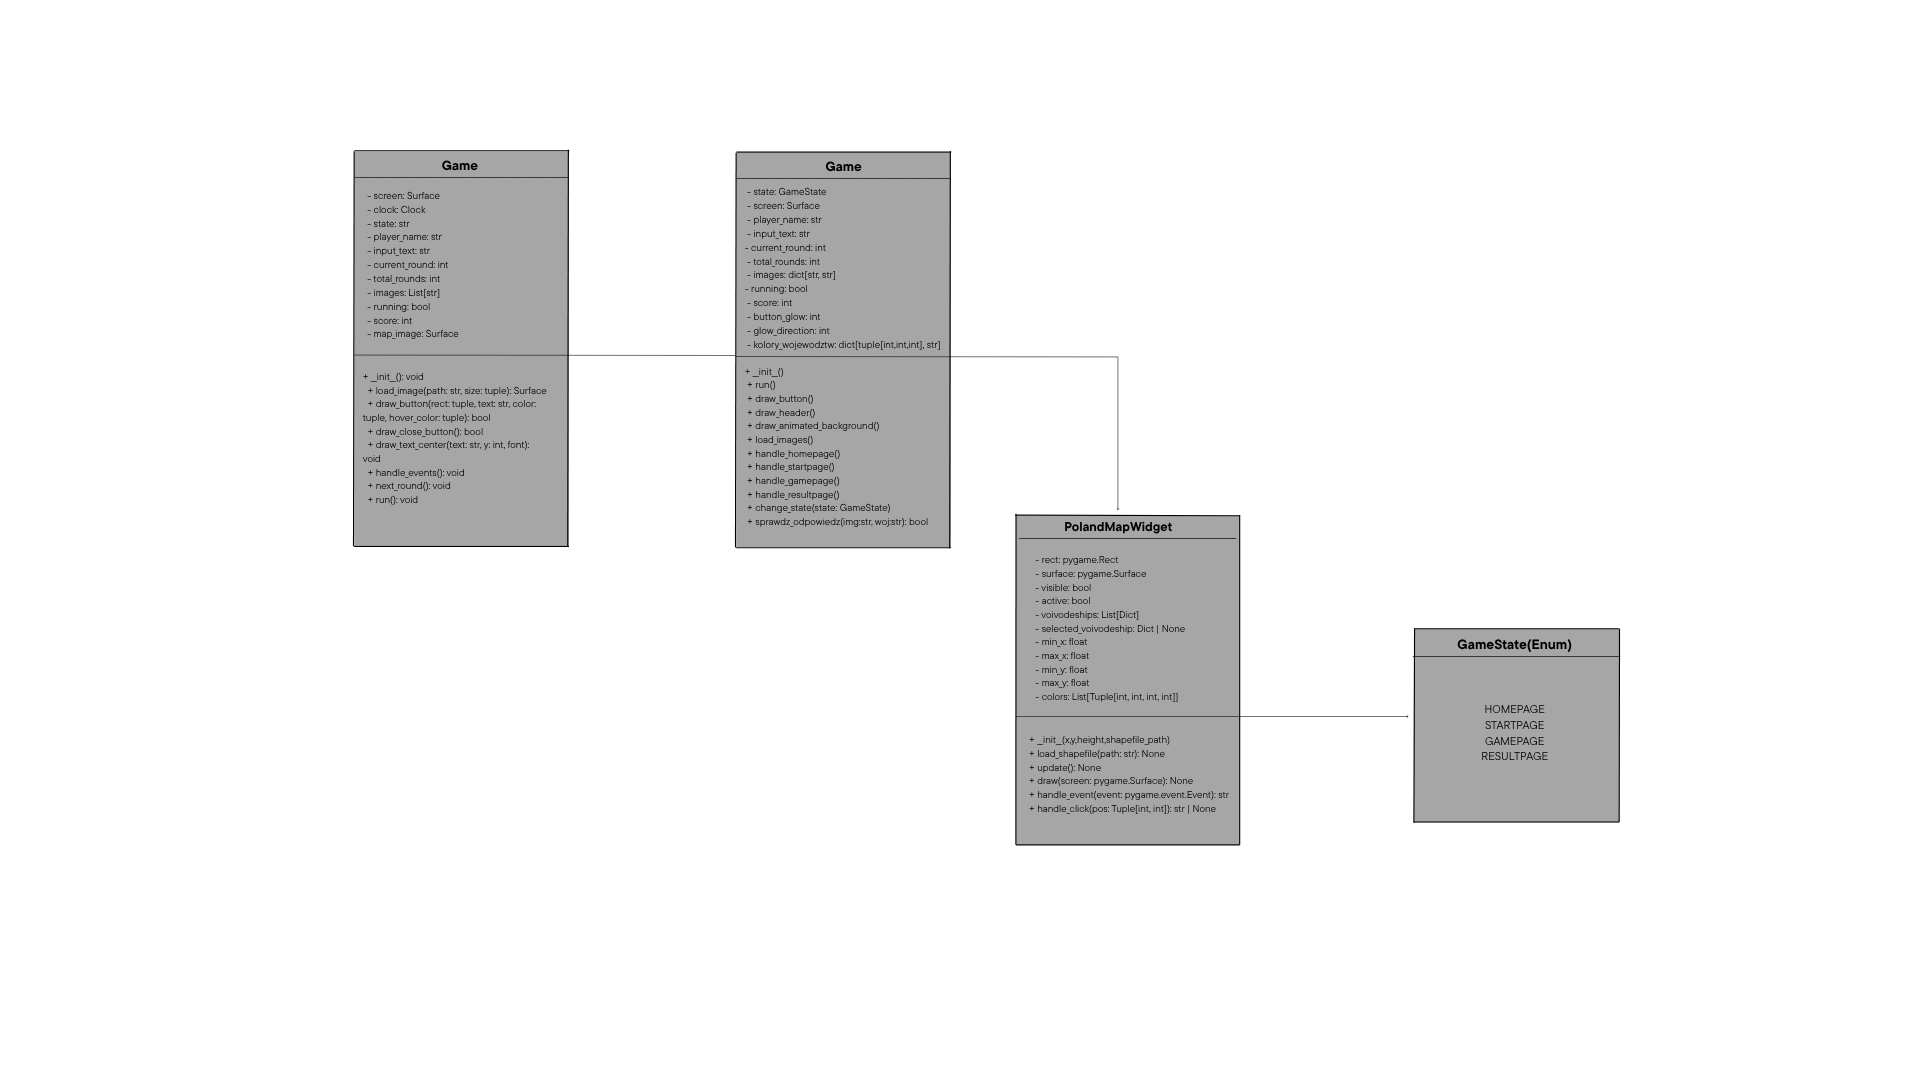 Game
- screen: Surface
- clock: Clock
- state: str
- player_name: str
- input_text: str
- current_round: int
- total_rounds: int
- images: List[str]
- running: bool
- score: int
- map_image: Surface
+ _init_(): void
+ load_image(path: str, size: tuple): Surface
+ draw_button(rect: tuple, text: str, color:
tuple, hover_color: tuple): bool
+ draw_close_button(): bool
+ draw_text_center(text: str, y: int, font):
void
+ handle_events(): void
+ next_round(): void
+ run(): void
Game
- state: GameState
- screen: Surface
- player_name: str
- input_text: str
- current_round: int
- total_rounds: int
- images: dict[str, str]
- running: bool
- score: int
- button_glow: int
- glow_direction: int
- kolory_wojewodztw: dict[tuple[int,int,int], str]
+ _init_()
+ run()
+ draw_button()
+ draw_header()
+ draw_animated_background()
+ load_images()
+ handle_homepage()
+ handle_startpage()
+ handle_gamepage()
+ handle_resultpage()
+ change_state(state: GameState)
+ sprawdz_odpowiedz(img:str, woj:str): bool
PolandMapWidget
- rect: pygame.Rect
- surface: pygame.Surface
- visible: bool
- active: bool
- voivodeships: List[Dict]
- selected_voivodeship: Dict | None
- min_x: float
- max_x: float
- min_y: float
- max_y: float
- colors: List[Tuple[int, int, int, int]]
+ _init_(x,y,height,shapefile_path)
+ load_shapefile(path: str): None
+ update(): None
+ draw(screen: pygame.Surface): None
+ handle_event(event: pygame.event.Event): str
+ handle_click(pos: Tuple[int, int]): str | None
GameState(Enum)
HOMEPAGE
STARTPAGE
GAMEPAGE
RESULTPAGE